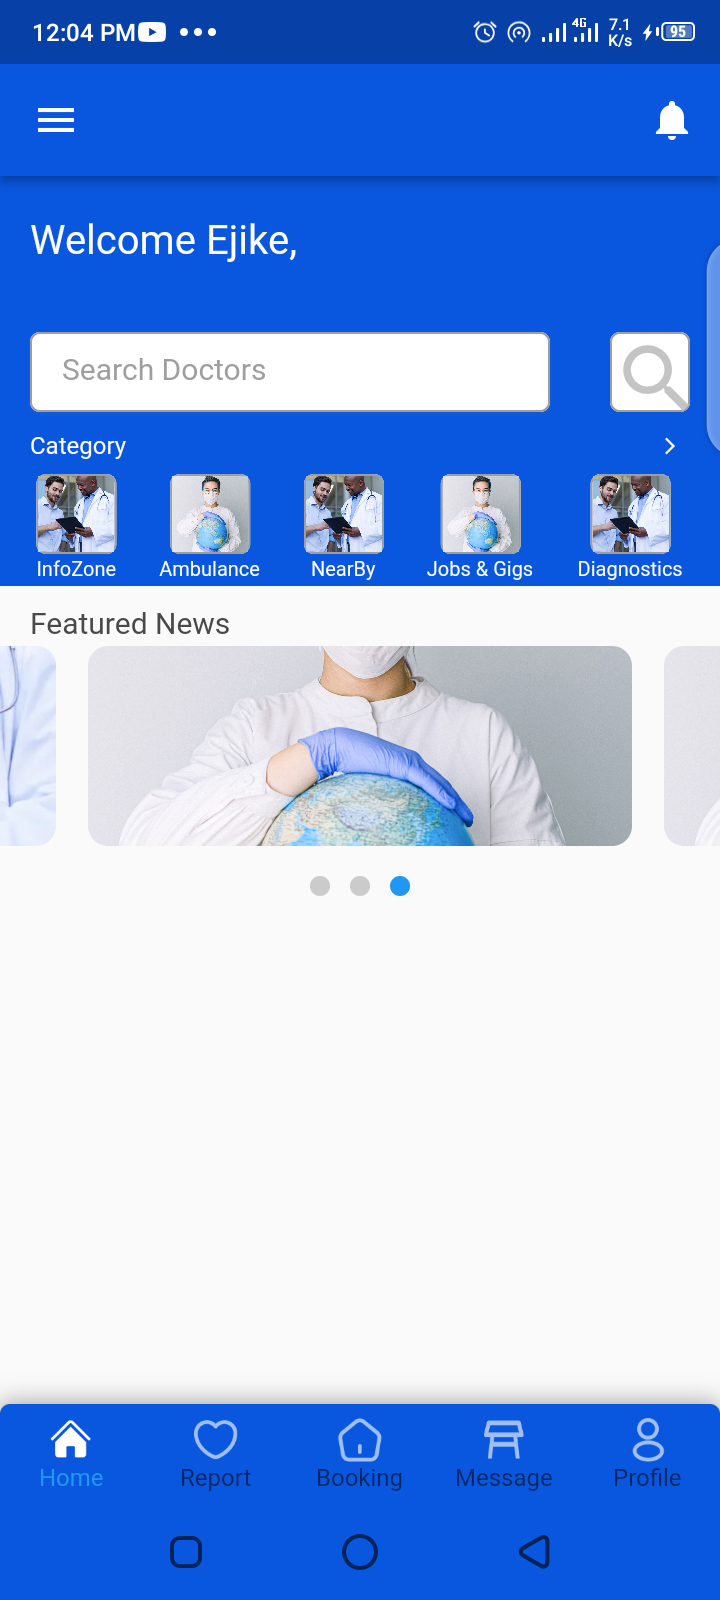 12:04 PM
4G
7.1
K/s
95
Welcome Ejike,
Search Doctors
Category
InfoZone Ambulance NearBy Jobs & Gigs Diagnostics
Featured News
Home Report Booking Message Profile